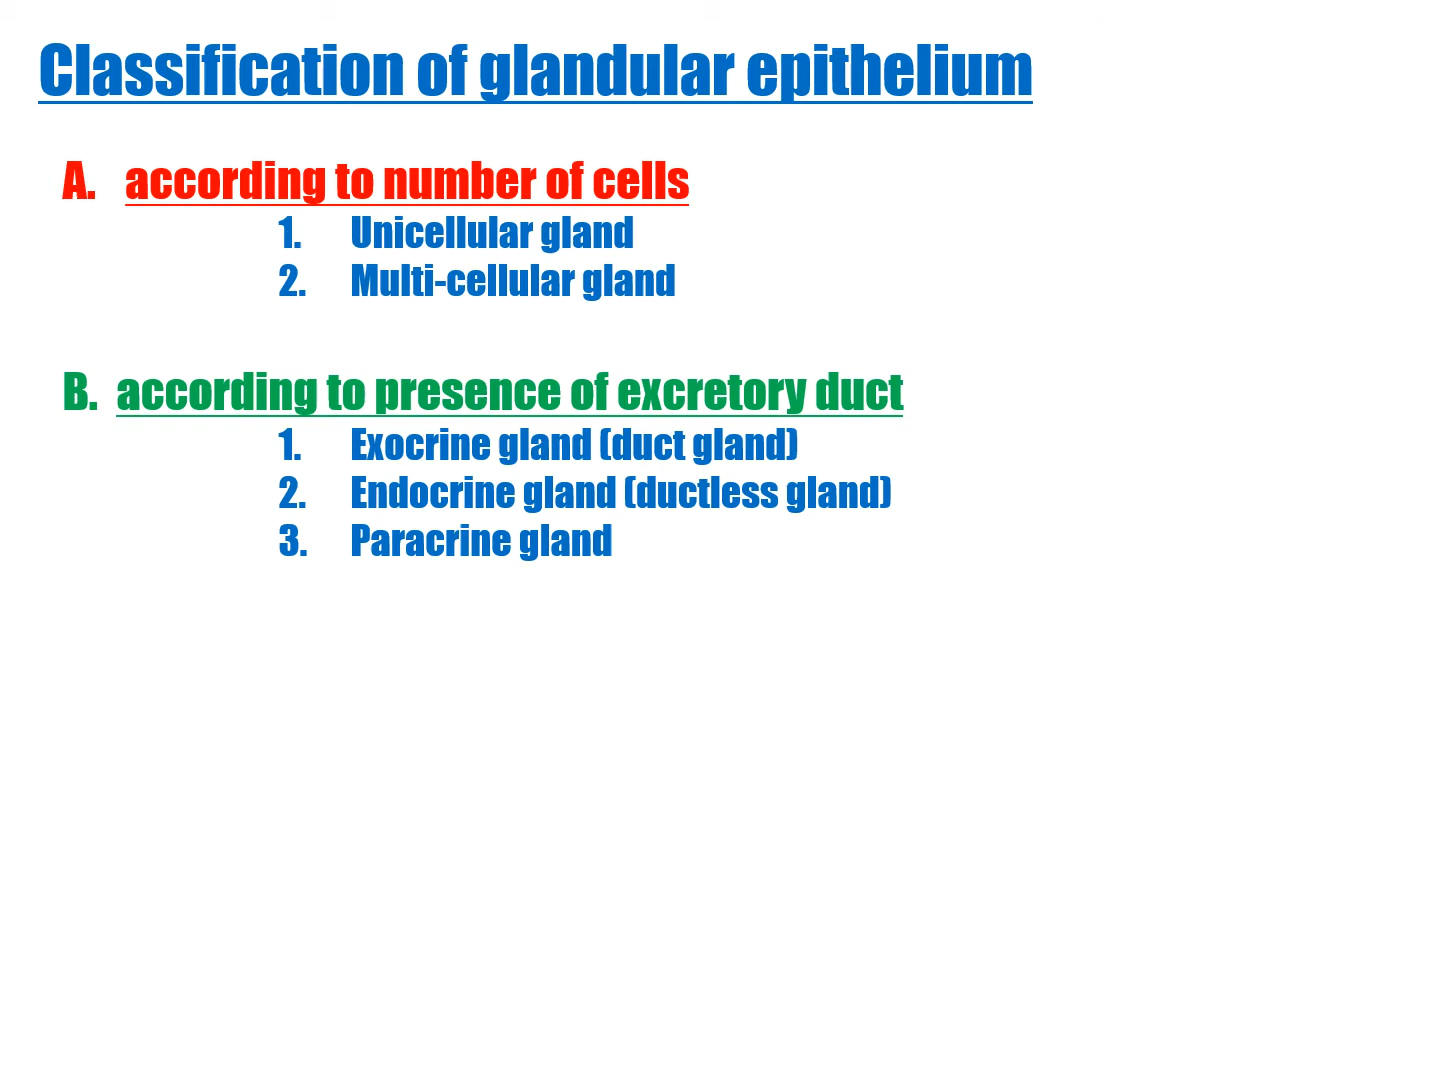 Classification of glandular epithelium
A. according to number of cells
1. Unicellular gland
2. Multi-cellular gland
B. according to presence of excretory duct
1. Exocrine gland (duct gland)
2. Endocrine gland (ductless gland)
3. Paracrine gland